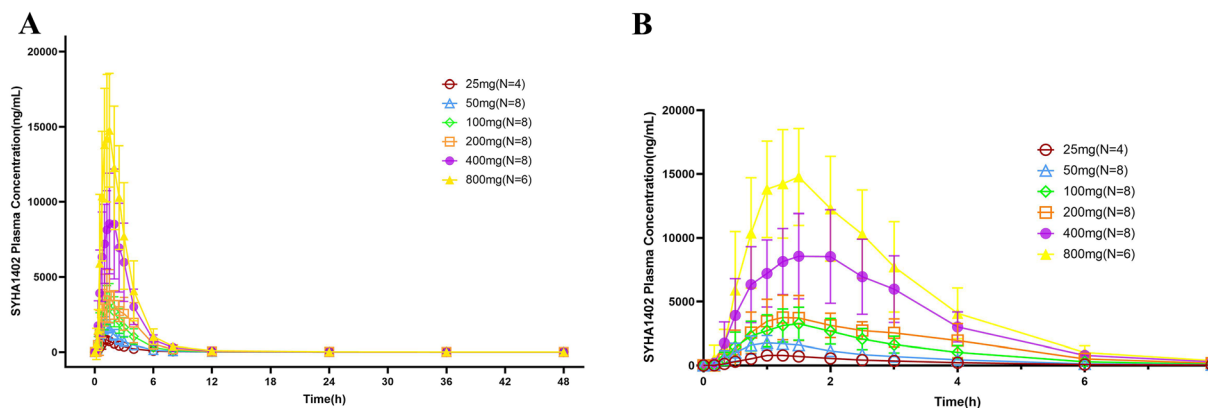 A
SYHA1402 Plasma Concentration(ng/mL)
20000
15000
10000
5000
0
0 6 12 18 24 30 36 42 48
Time(h)
25mg(N=4)
50mg(N=8)
100mg(N=8)
200mg(N=8)
400mg(N=8)
800mg(N=6)
B
SYHA1402 Plasma Concentration(ng/mL)
20000
15000
10000
5000
0
0 2 4 6
Time(h)
25mg(N=4)
50mg(N=8)
100mg(N=8)
200mg(N=8)
400mg(N=8)
800mg(N=6)